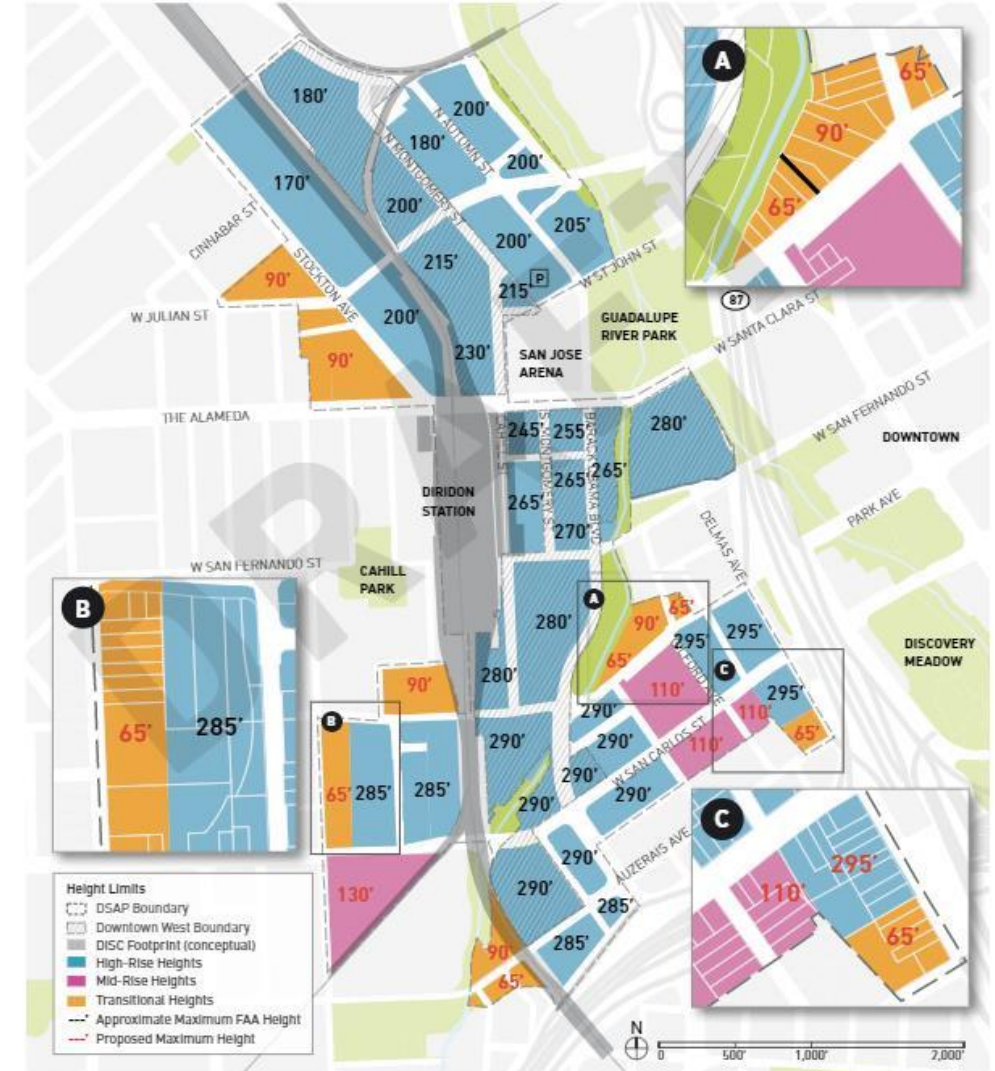 A
65'
90'
65'
180'
200'
N AUTUMN ST
180'
N MONTGOMERY ST
200'
170'
200'
205'
200'
CINNABAR ST
215'
W ST JOHN ST
90'
STOCKTON AVE
215'
P
87
W JULIAN ST
200'
GUADALUPE
RIVER PARK
W SANTA CLARA ST
230'
SAN JOSE
ARENA
90'
W SAN FERNANDO ST
THE ALAMEDA
280'
245'
S MONTGOMERY ST
255'
BARACK OBAMA BLVD
DOWNTOWN
265'
265'
DIRIDON
STATION
265'
270'
PARK AVE
DELMAS AVE
W SAN FERNANDO ST
CAHILL
PARK
B
65'
285'
280'
A
90'
65'
295'
295'
DISCOVERY
MEADOW
65'
280'
90'
110'
C
295'
110'
290'
65'
B
290'
290'
W SAN CARLOS ST
110'
65'
285'
285'
290'
290'
290'
C
295'
110'
65'
290'
AUZERAIS AVE
130'
290'
285'
285'
90'
65'
Height Limits
DSAP Boundary
Downtown West Boundary
DISC Footprint (conceptual)
High-Rise Heights
Mid-Rise Heights
Transitional Heights
Approximate Maximum FAA Height
Proposed Maximum Height
N
0 500' 1,000' 2,000'
DRAFT